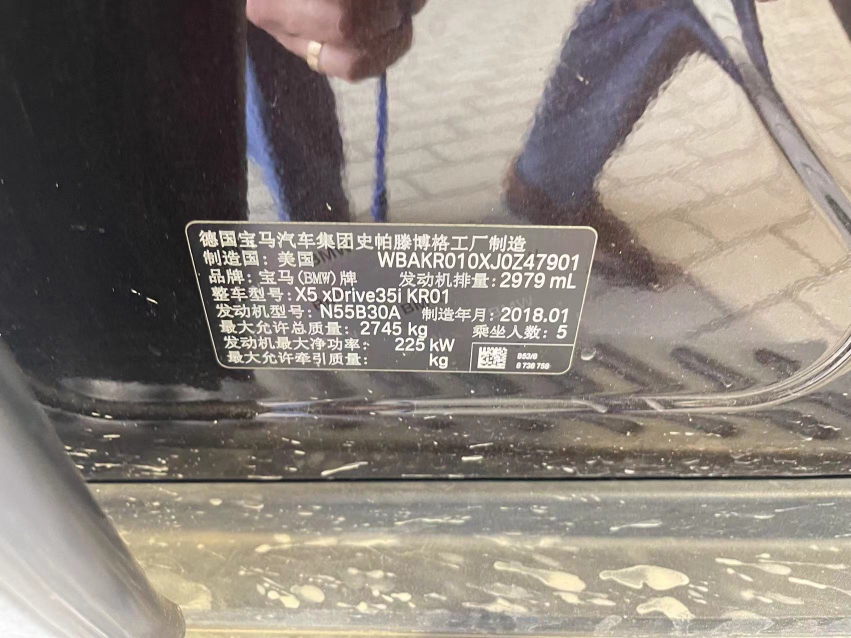 德国宝马汽车集团史帕滕博格工厂制造
制造国：美国 WBAKR010XJ0Z47901
品牌：宝马(BMW)牌 发动机排量：2979 mL
整车型号：X5 xDrive35i KR01
发动机型号：N55B30A 制造年月：2018.01
最大允许总质量：2745 kg 乘坐人数：5
发动机最大净功率：225 kW
最大允许牵引质量： kg